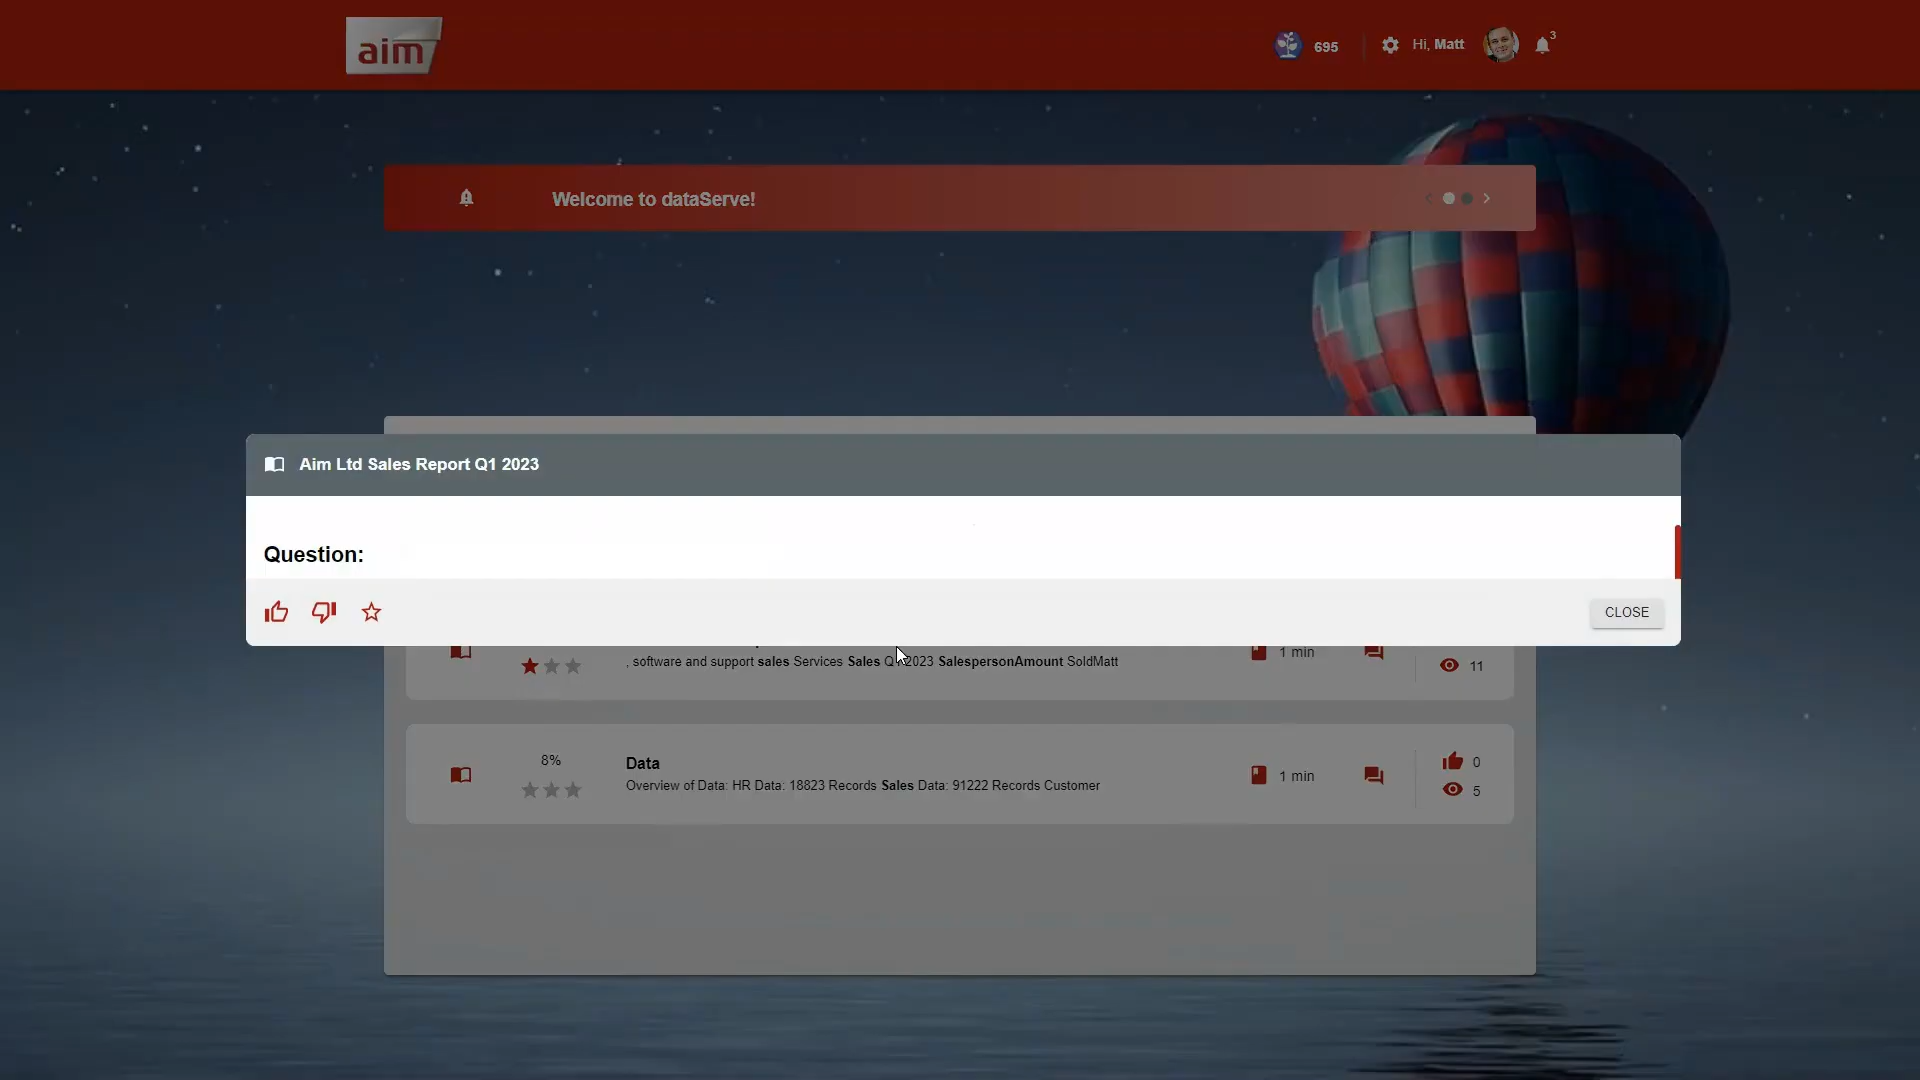 aim
695
Hi, Matt
3
Welcome to dataServe!
Aim Ltd Sales Report Q1 2023
Question:
CLOSE
, software and support sales Services Sales Q 2023 SalespersonAmount SoldMatt
1 min
11
8%
Data
Overview of Data: HR Data: 18823 Records Sales Data: 91222 Records Customer
1 min
0
5